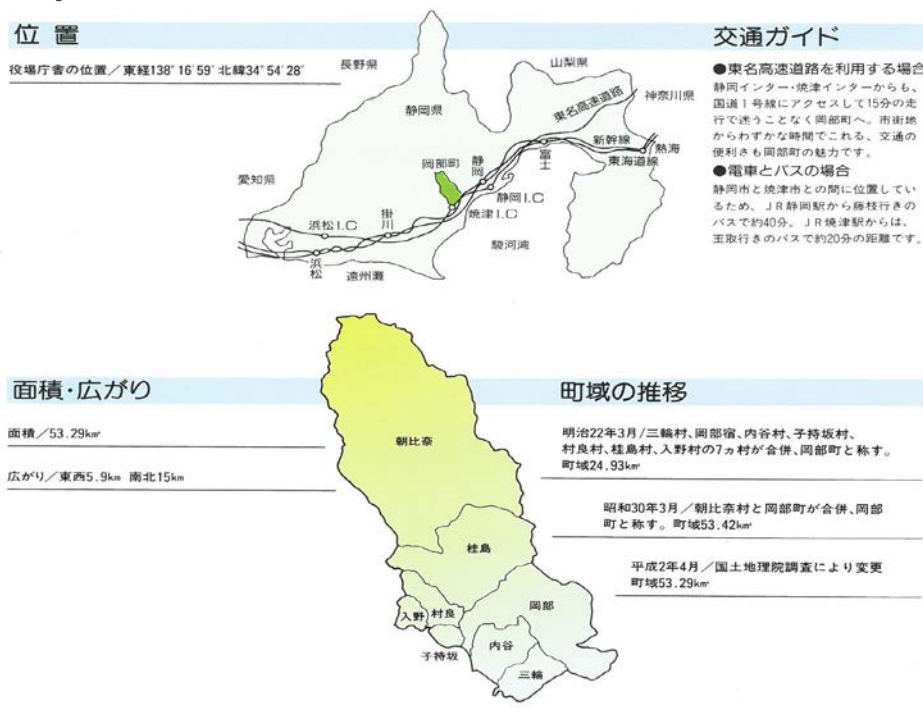 位置
役場庁舎の位置／東経138°16′59″北緯34°54′28″
長野県
山梨県
神奈川県
静岡県
愛知県
東名高速道路
新幹線
東海道線
熱海
富士
岡部町
静岡
静岡I.C
焼津I.C
掛川
浜松I.C
浜松
駿河湾
遠州灘
交通ガイド
●東名高速道路を利用する場合
静岡インター・焼津インターからも、
国道1号線にアクセスして15分の走
行で迷うことなく岡部町へ。市街地
からわずかな時間でこれる、交通の
便利さも岡部町の魅力です。
●電車とバスの場合
静岡市と焼津市との間に位置してい
るため、JR静岡駅から藤枝行きの
バスで約40分。JR焼津駅からは、
玉取行きのバスで約20分の距離です。
面積・広がり
面積／53.29km²
広がり／東西5.9km 南北15km
朝比奈
桂島
岡部
入野
村良
子持坂
内谷
三輪
町域の推移
明治22年3月/三輪村、岡部宿、内谷村、子持坂村、
村良村、桂島村、入野村の7ヵ村が合併、岡部町と称す。
町域24.93km²
昭和30年3月／朝比奈村と岡部町が合併、岡部
町と称す。町域53.42km²
平成2年4月／国土地理院調査により変更
町域53.29km²